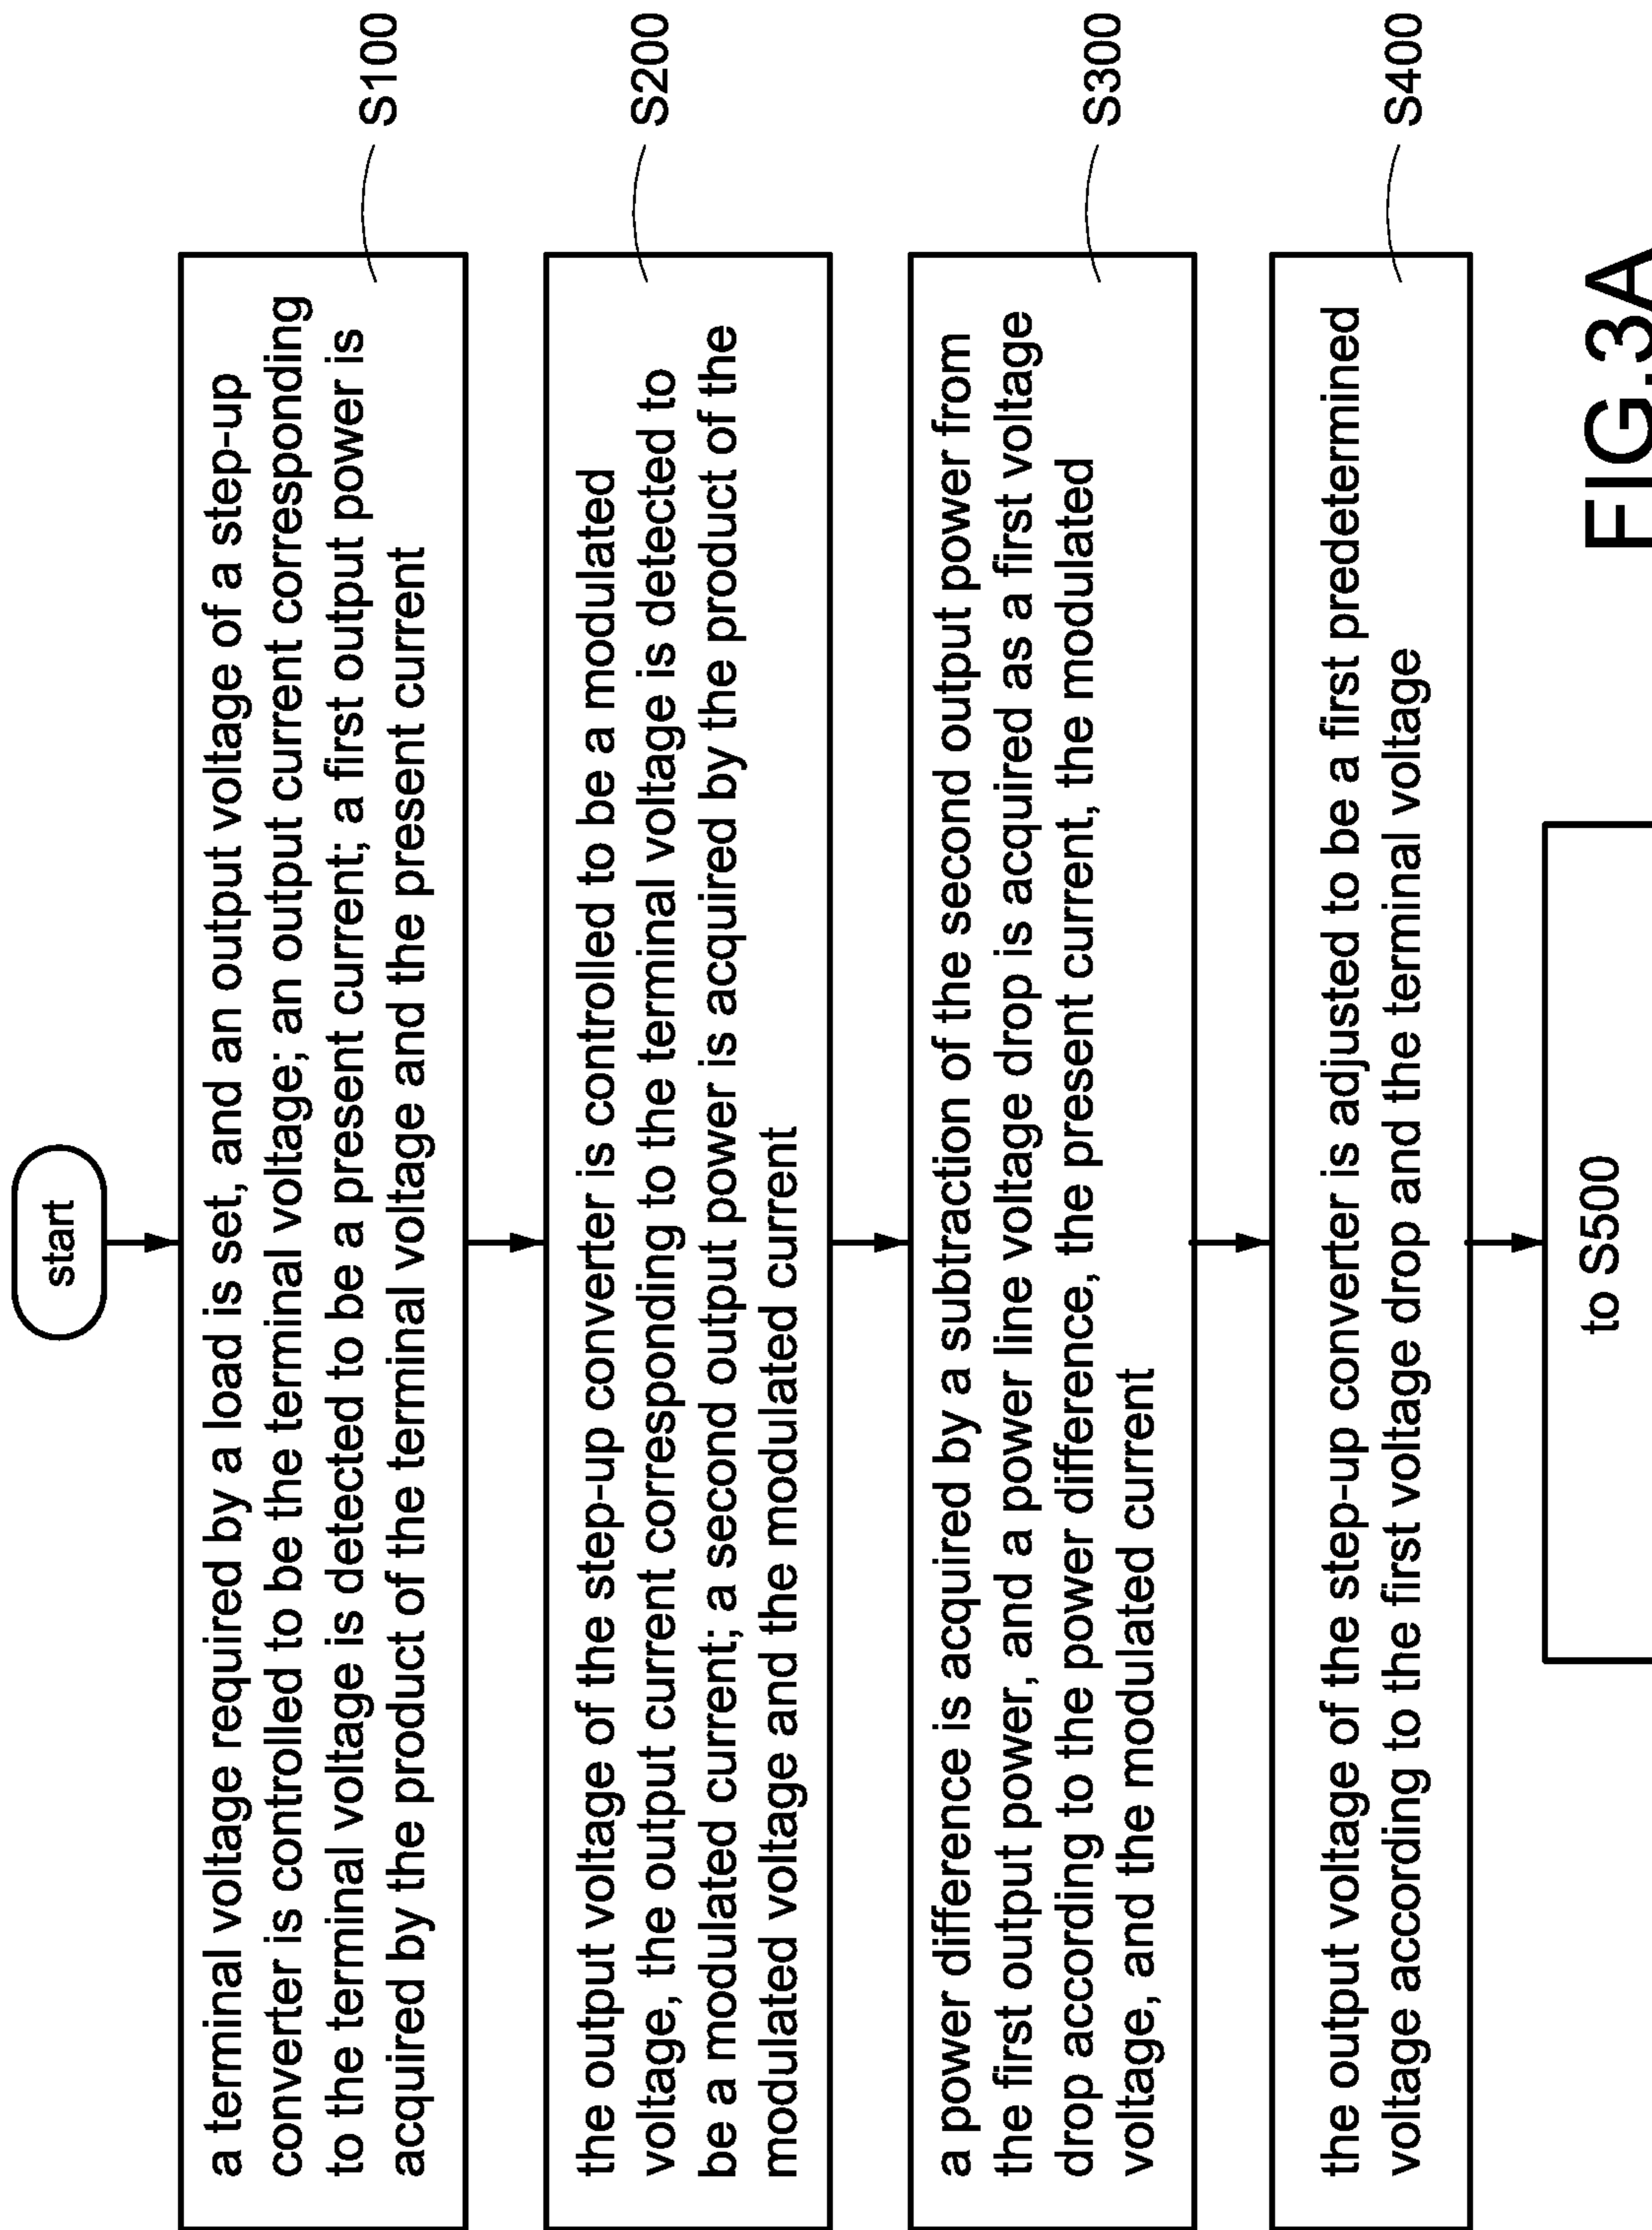 start
a terminal voltage required by a load is set, and an output voltage of a step-up
converter is controlled to be the terminal voltage; an output current corresponding
to the terminal voltage is detected to be a present current; a first output power is
acquired by the product of the terminal voltage and the present current
S100
the output voltage of the step-up converter is controlled to be a modulated
voltage, the output current corresponding to the terminal voltage is detected to
be a modulated current; a second output power is acquired by the product of the
modulated voltage and the modulated current
S200
a power difference is acquired by a subtraction of the second output power from
the first output power, and a power line voltage drop is acquired as a first voltage
drop according to the power difference, the present current, the modulated
voltage, and the modulated current
S300
the output voltage of the step-up converter is adjusted to be a first predetermined
voltage according to the first voltage drop and the terminal voltage
S400
to S500
FIG.3A